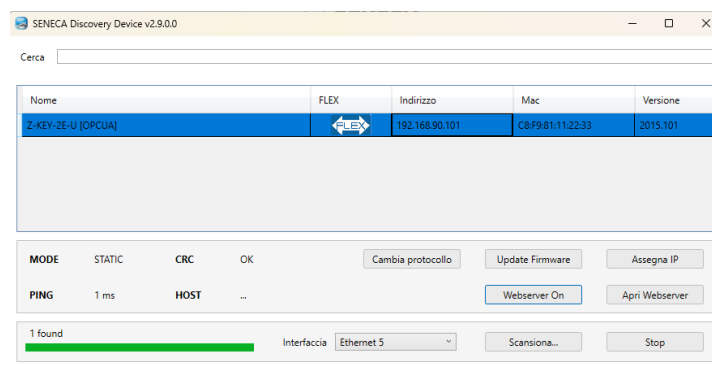 SENECA Discovery Device v2.9.0.0
Cerca
Nome FLEX Indirizzo Mac Versione
Z-KEY-2E-U [OPCUA] FLEX 192.168.90.101 C8:F9:81:11:22:33 2015.101
MODE STATIC CRC OK Cambia protocollo Update Firmware Assegna IP
PING 1 ms HOST ... Webserver On Apri Webserver
1 found
Interfaccia Ethernet 5 Scansiona... Stop